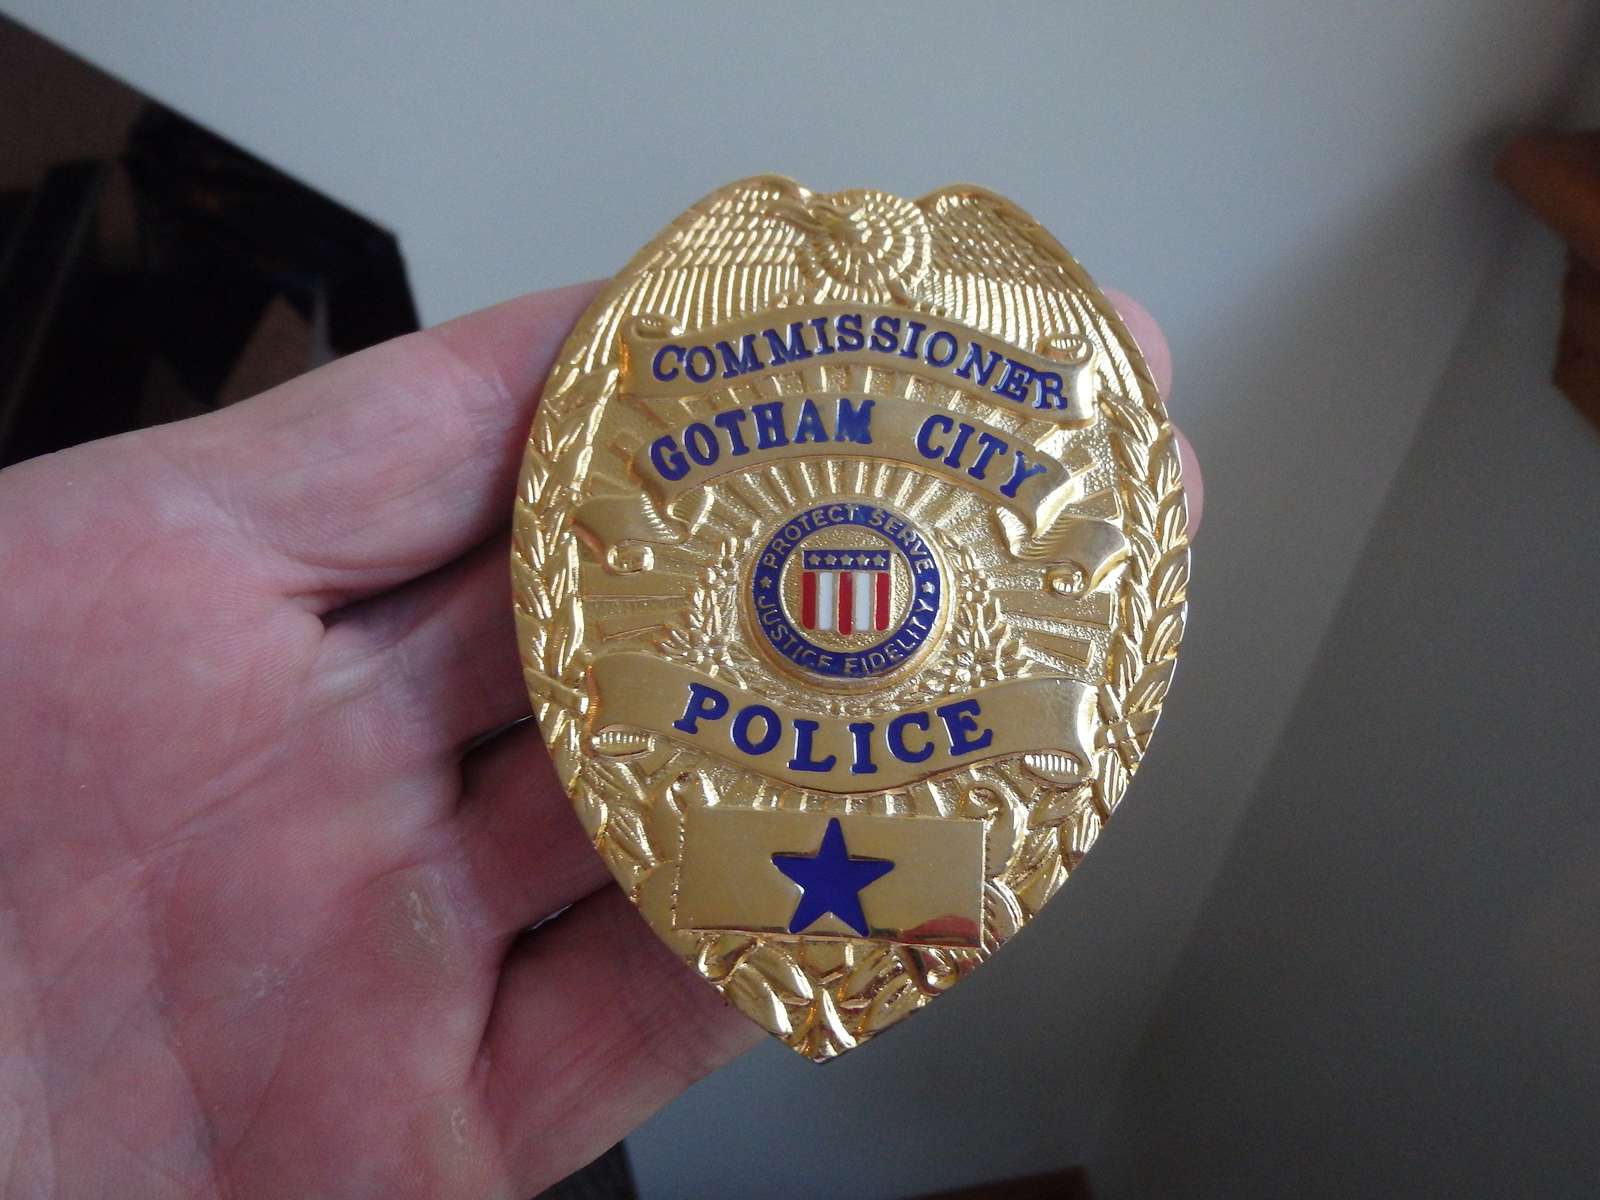 COMMISSIONER
GOTHAM CITY
PROTECT SERVE
JUSTICE FIDELITY
POLICE